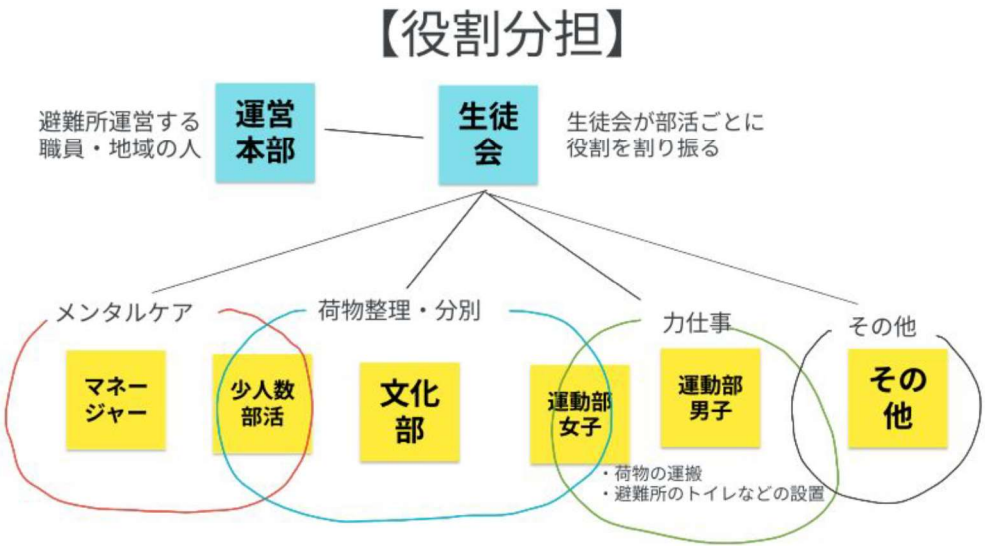 【役割分担】
避難所運営する
職員・地域の人
運営
本部
生徒
会
生徒会が部活ごとに
役割を割り振る
メンタルケア
荷物整理・分別
力仕事
その他
マネー
ジャー
少人数
部活
文化
部
運動部
女子
運動部
男子
その
他
・荷物の運搬
・避難所のトイレなどの設置